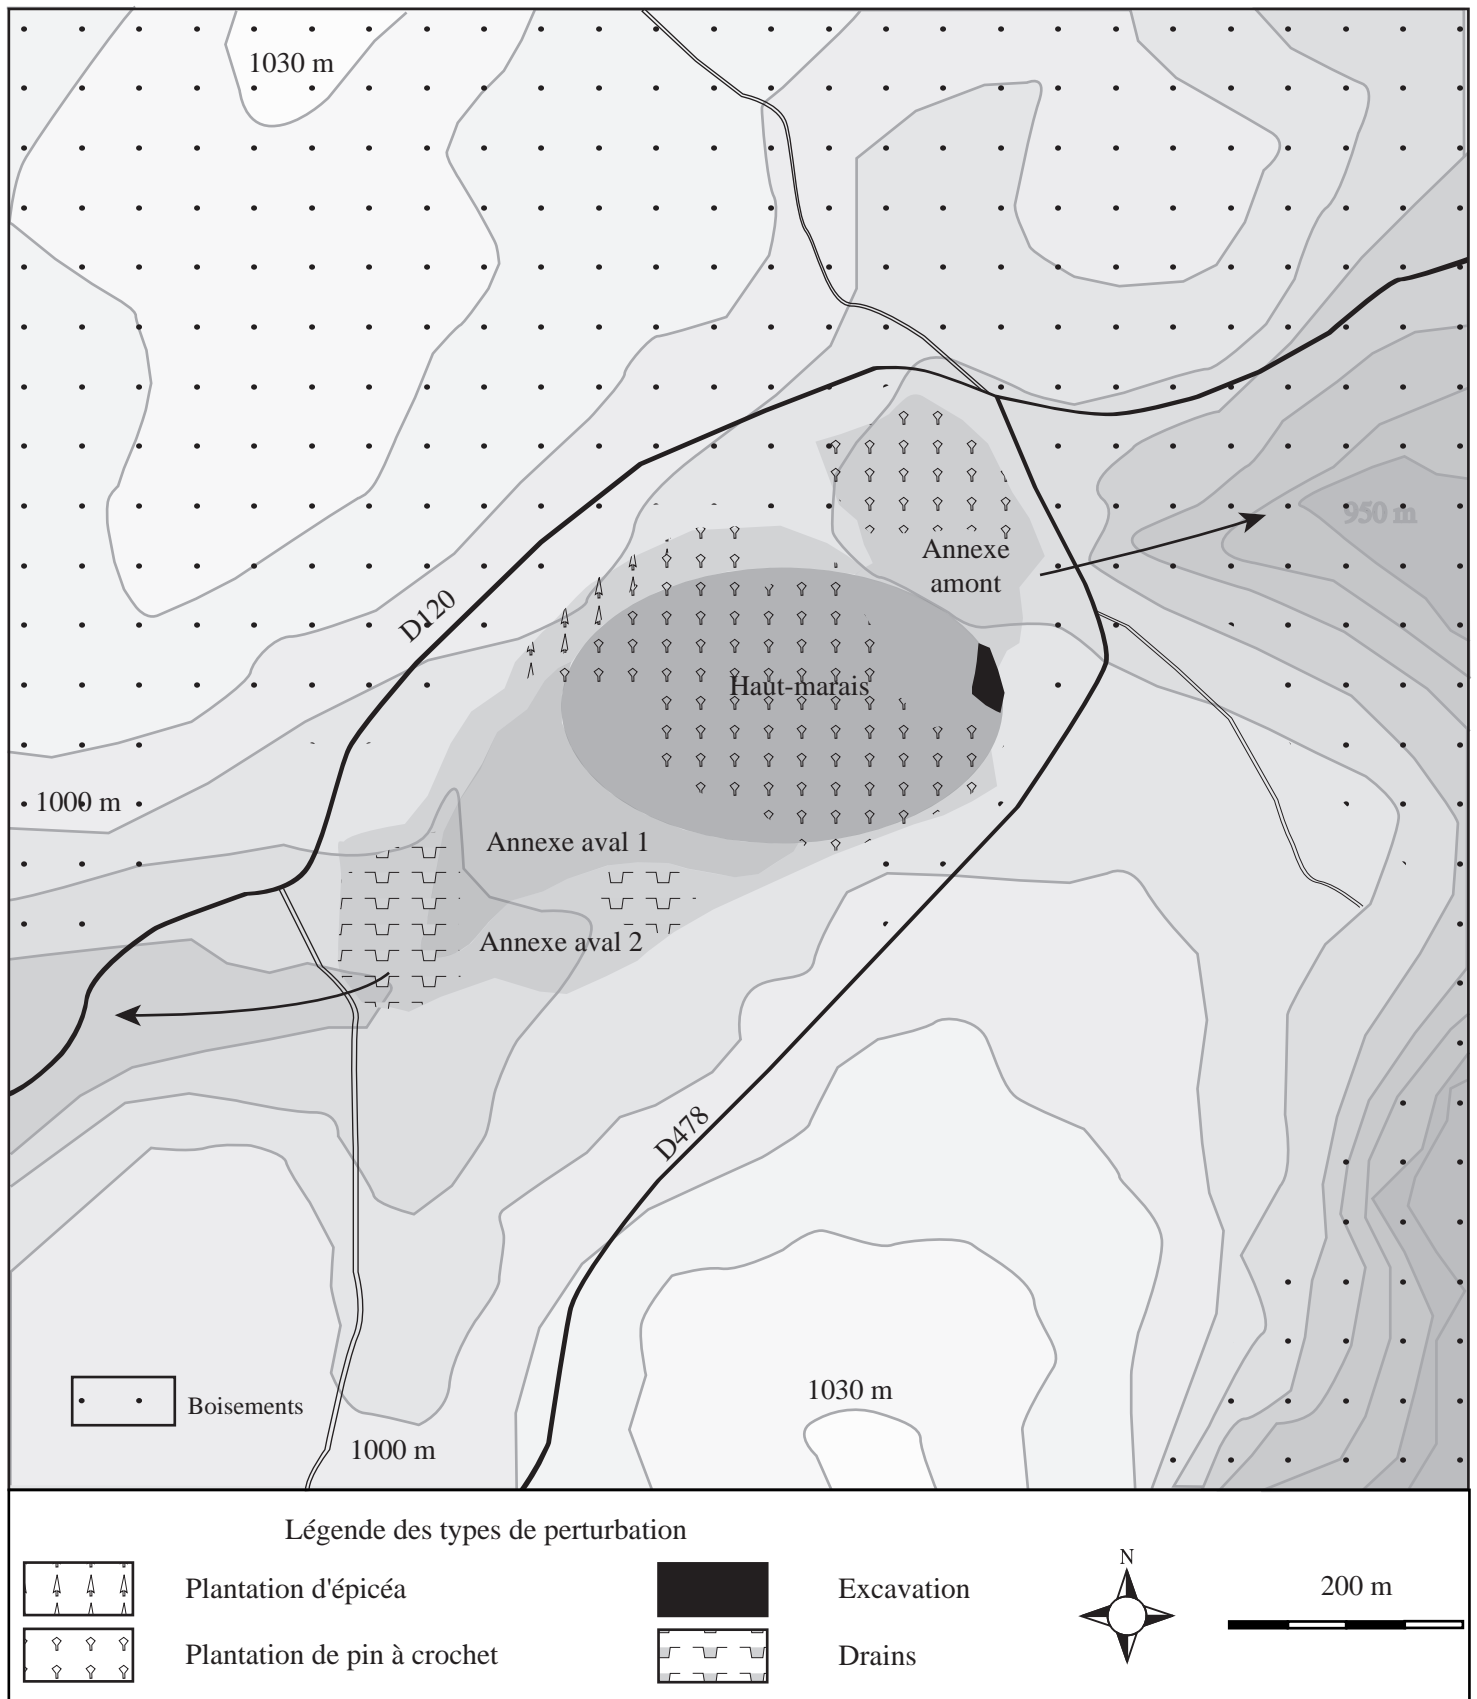 1030 m
950 m
Annexe
amont
D120
Haut-marais
1000 m
Annexe aval 1
Annexe aval 2
D478
1030 m
Boisements
1000 m
Légende des types de perturbation
N
Plantation d'épicéa
Excavation
200 m
Plantation de pin à crochet
Drains